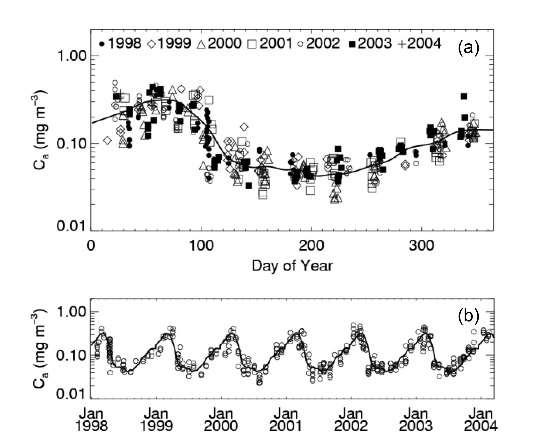 1998 1999 2000 2001 2002 2003 2004 (a)
1.00
0.10
0.01
Cₐ (mg m⁻³)
0 100 200 300
Day of Year
(b)
1.00
0.10
0.01
Cₐ (mg m⁻³)
Jan Jan Jan Jan Jan Jan Jan
1998 1999 2000 2001 2002 2003 2004